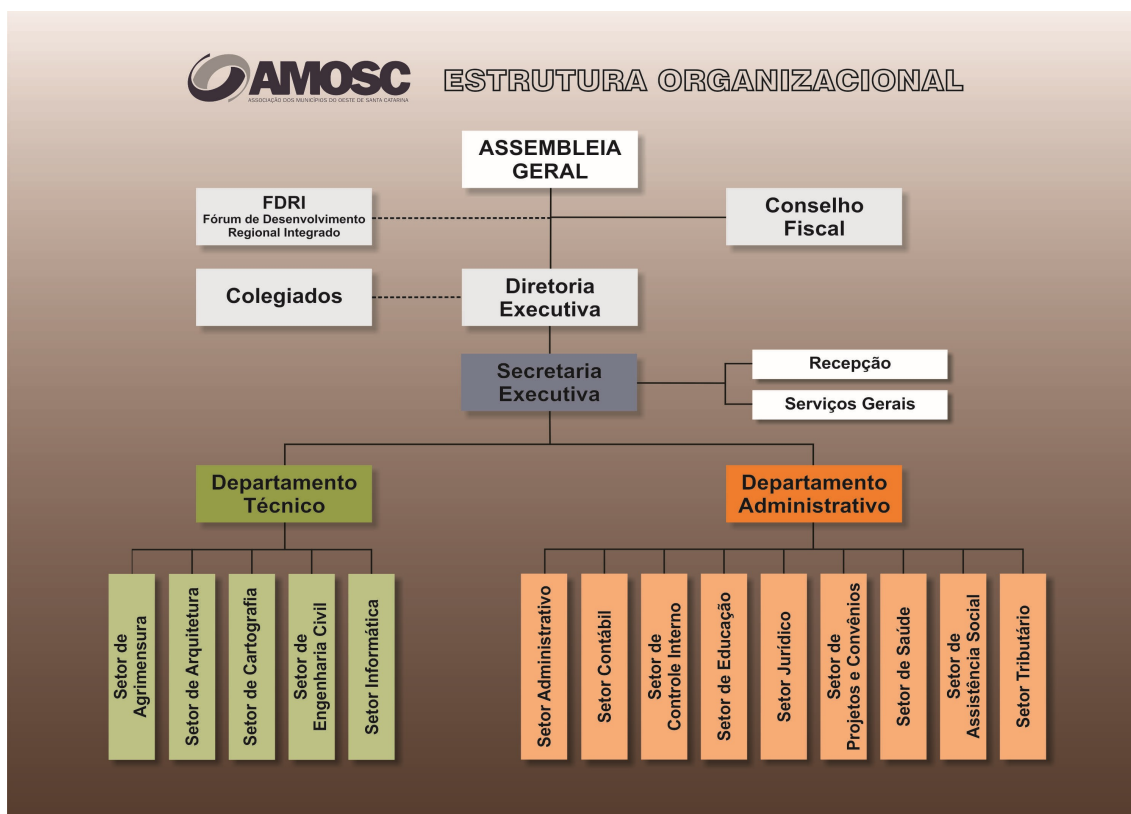 AMOSC
ASSOCIAÇÃO DOS MUNICÍPIOS DO OESTE DE SANTA CATARINA
ESTRUTURA ORGANIZACIONAL
ASSEMBLEIA
GERAL
FDRI
Fórum de Desenvolvimento
Regional Integrado
Conselho
Fiscal
Colegiados
Diretoria
Executiva
Secretaria
Executiva
Recepção
Serviços Gerais
Departamento
Técnico
Departamento
Administrativo
Setor de
Agrimensura
Setor de Arquitetura
Setor de Cartografia
Setor de
Engenharia Civil
Setor Informática
Setor Administrativo
Setor Contábil
Setor de
Controle Interno
Setor de Educação
Setor Jurídico
Setor de
Projetos e Convênios
Setor de Saúde
Setor de
Assistência Social
Setor Tributário